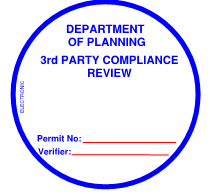 DEPARTMENT
OF PLANNING
3rd PARTY COMPLIANCE
REVIEW
ELECTRONIC
Permit No:
Verifier: